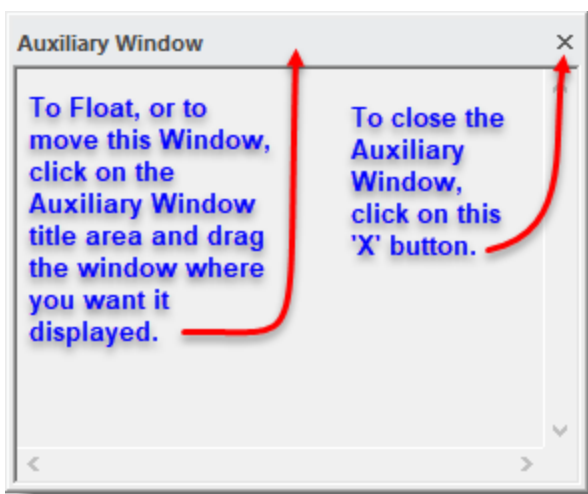 Auxiliary Window
To Float, or to
move this Window,
click on the
Auxiliary Window
title area and drag
the window where
you want it
displayed.
To close the
Auxiliary
Window,
click on this
'X' button.